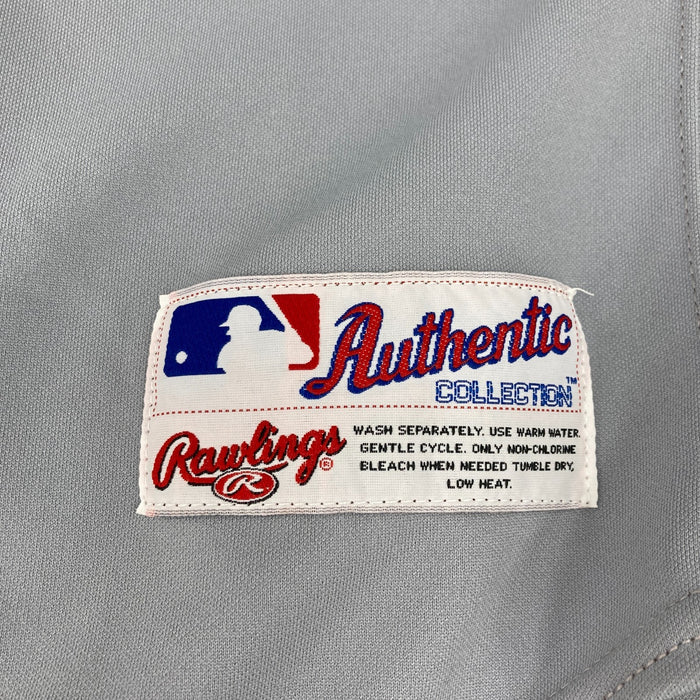 Authentic
COLLECTION™
Rawlings®
R
WASH SEPARATELY. USE WARM WATER.
GENTLE CYCLE. ONLY NON-CHLORINE
BLEACH WHEN NEEDED TUMBLE DRY,
LOW HEAT.